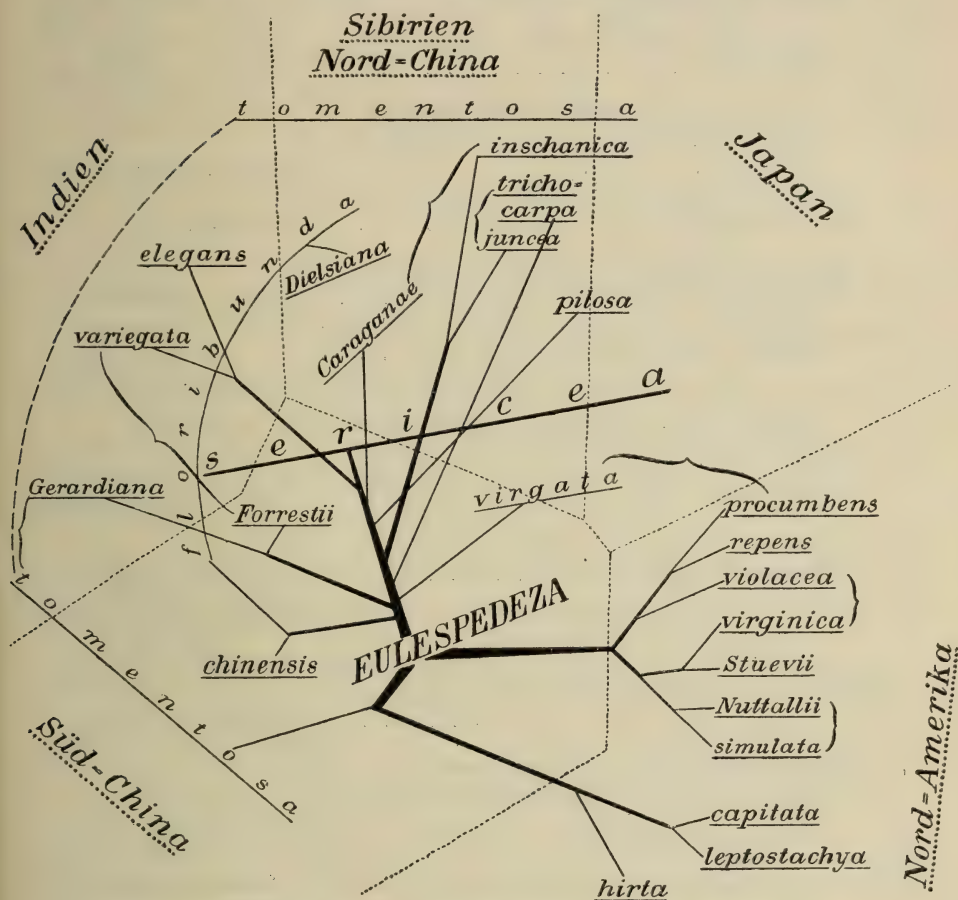 Sibirien
Nord=China
tomentosa
Indien
Japan
inschanica
tricho=
carpa
juncea
elegans
Dielsiana
floribunda
Caraganae
pilosa
variegata
sericea
Gerardiana
virgata
Forrestii
procumbens
repens
violacea
virginica
Stuevii
Nuttallii
simulata
EULESPEDEZA
chinensis
tomentosa
Süd=China
Nord=Amerika
capitata
leptostachya
hirta